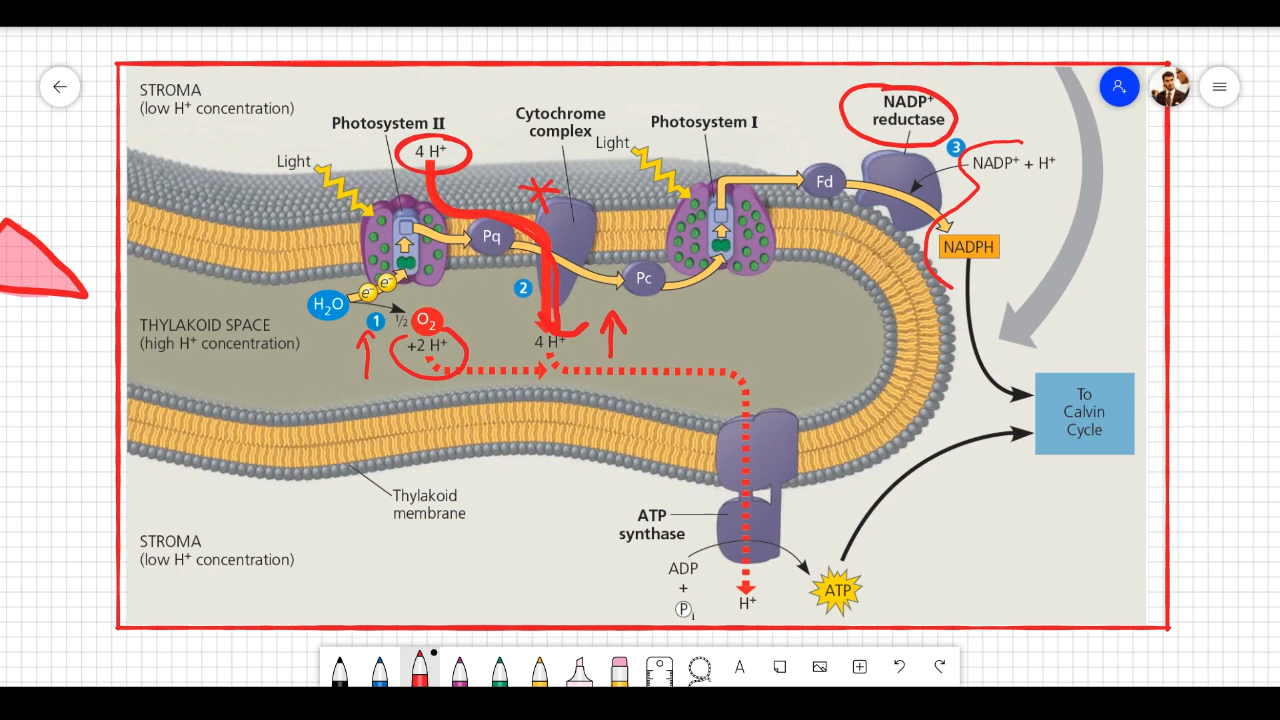 STROMA
(low H⁺ concentration)
Photosystem II
4 H⁺
Light
Cytochrome
complex
Light
Photosystem I
NADP⁺
reductase
3
NADP⁺ + H⁺
Fd
Pq
NADPH
Pc
2
H₂O
e⁻
e⁻
1
½
O₂
+2 H⁺
4 H⁺
THYLAKOID SPACE
(high H⁺ concentration)
To
Calvin
Cycle
Thylakoid
membrane
ATP
synthase
STROMA
(low H⁺ concentration)
ADP
+
Pi
H⁺
ATP
A